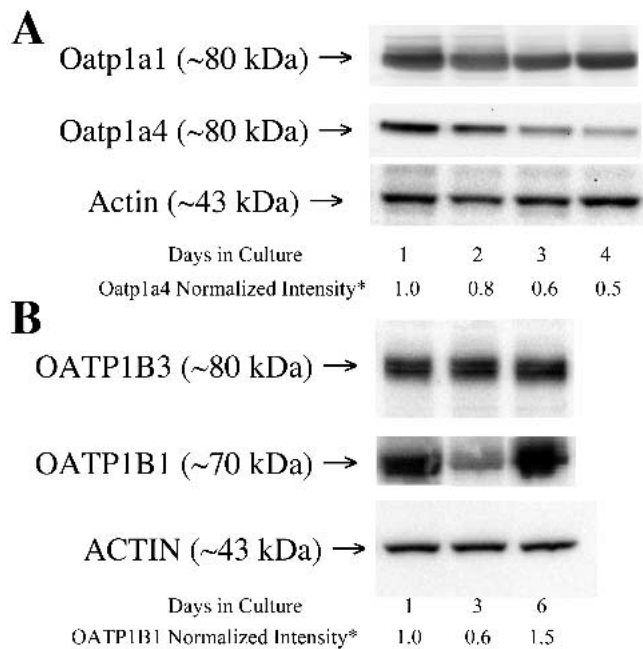 A
Oatp1a1 (~80 kDa) →
Oatp1a4 (~80 kDa) →
Actin (~43 kDa) →
Days in Culture 1 2 3 4
Oatp1a4 Normalized Intensity* 1.0 0.8 0.6 0.5
B
OATP1B3 (~80 kDa) →
OATP1B1 (~70 kDa) →
ACTIN (~43 kDa) →
Days in Culture 1 3 6
OATP1B1 Normalized Intensity* 1.0 0.6 1.5